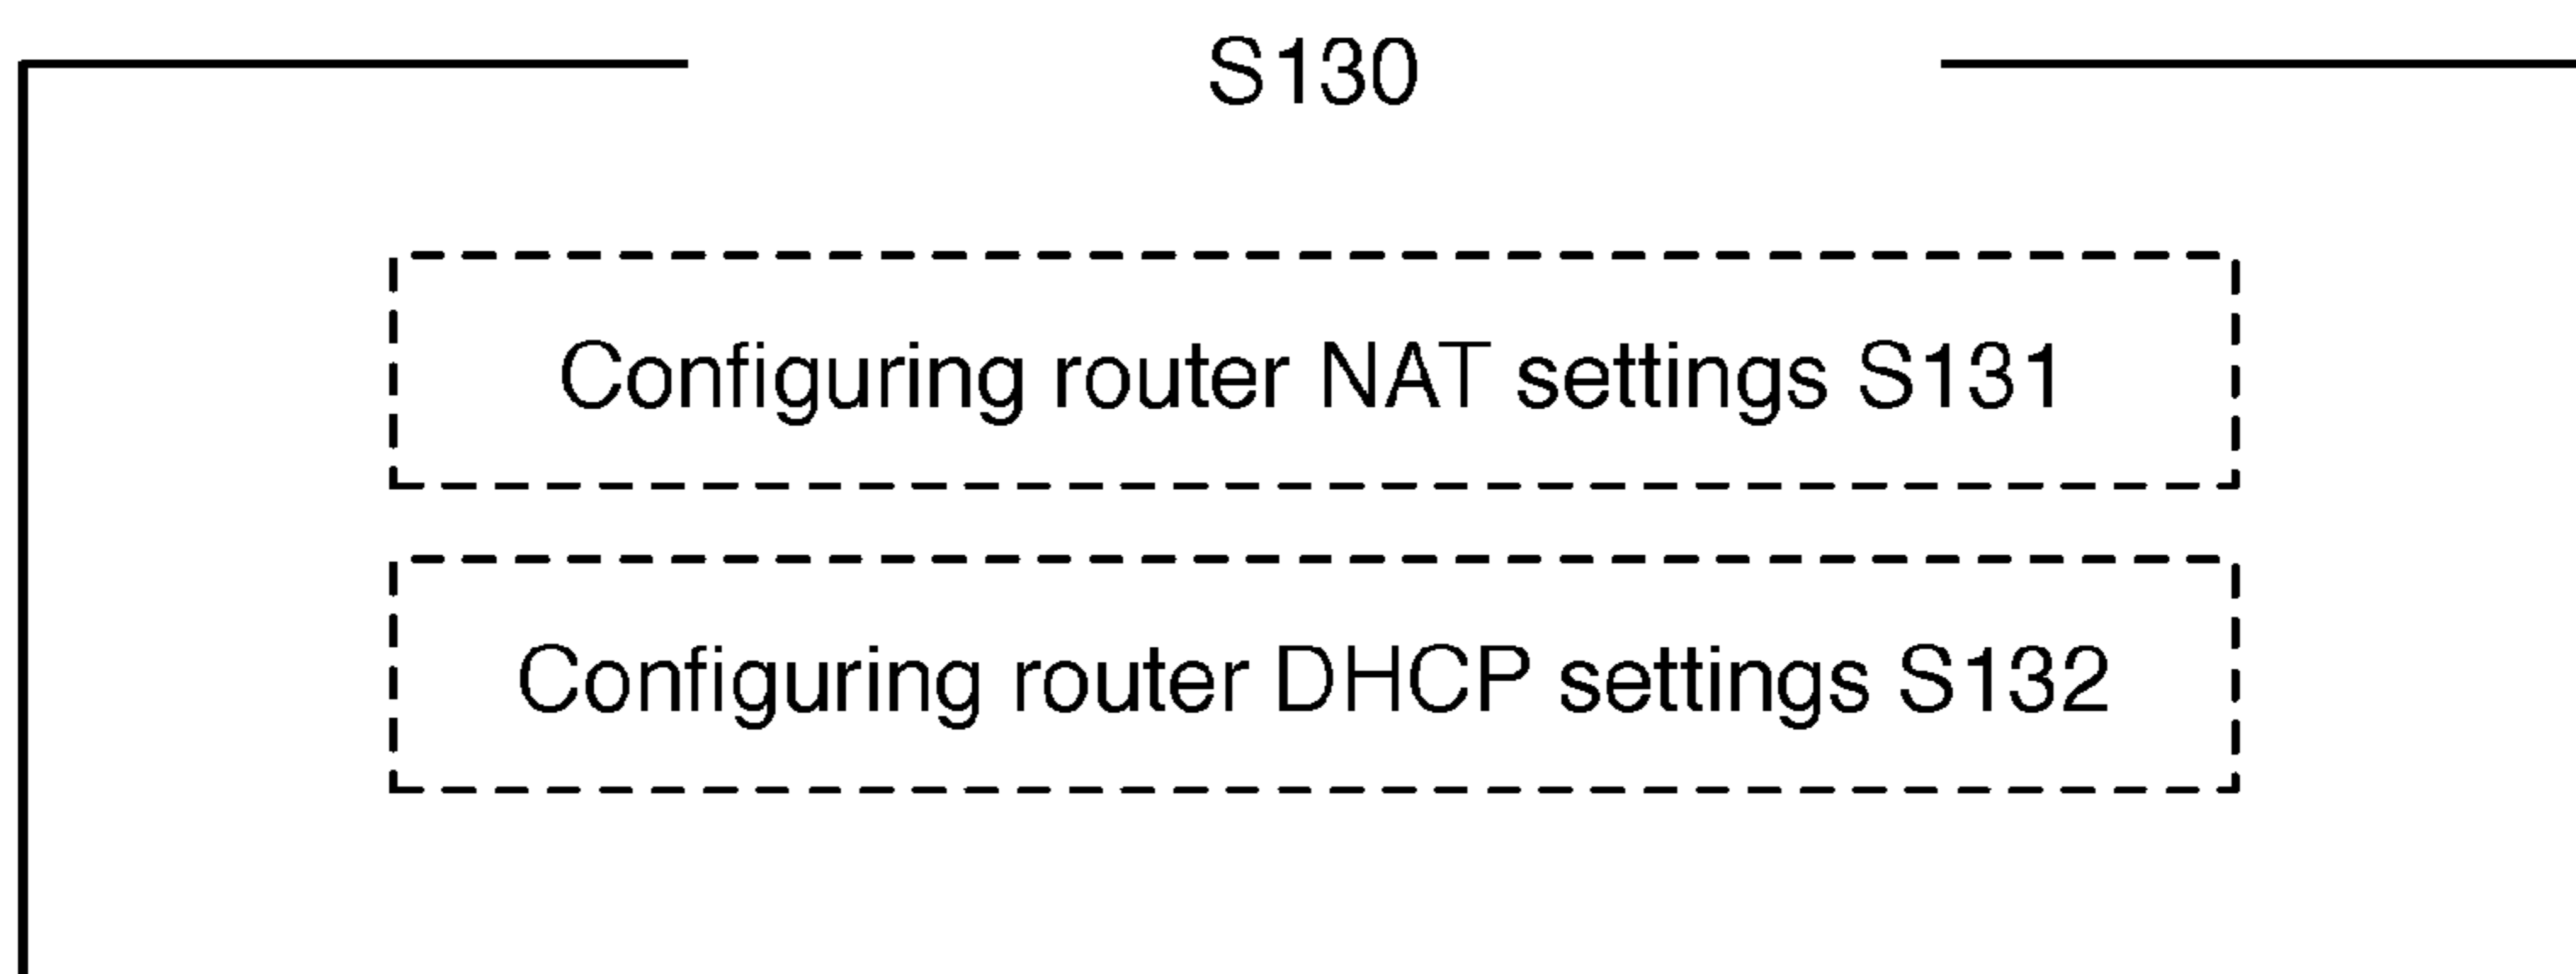 S130
Configuring router NAT settings S131
Configuring router DHCP settings S132